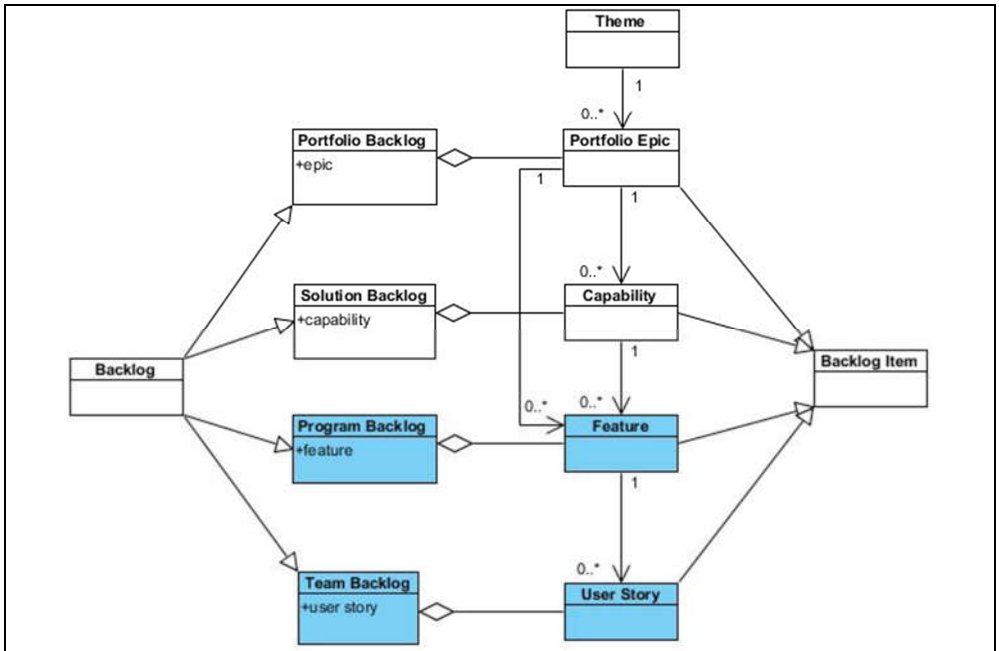 Theme
1
0..*
Portfolio Backlog
+epic
Portfolio Epic
1
1
0..*
Solution Backlog
+capability
Capability
1
Backlog
Backlog Item
0..*
0..*
Program Backlog
+feature
Feature
1
0..*
Team Backlog
+user story
User Story